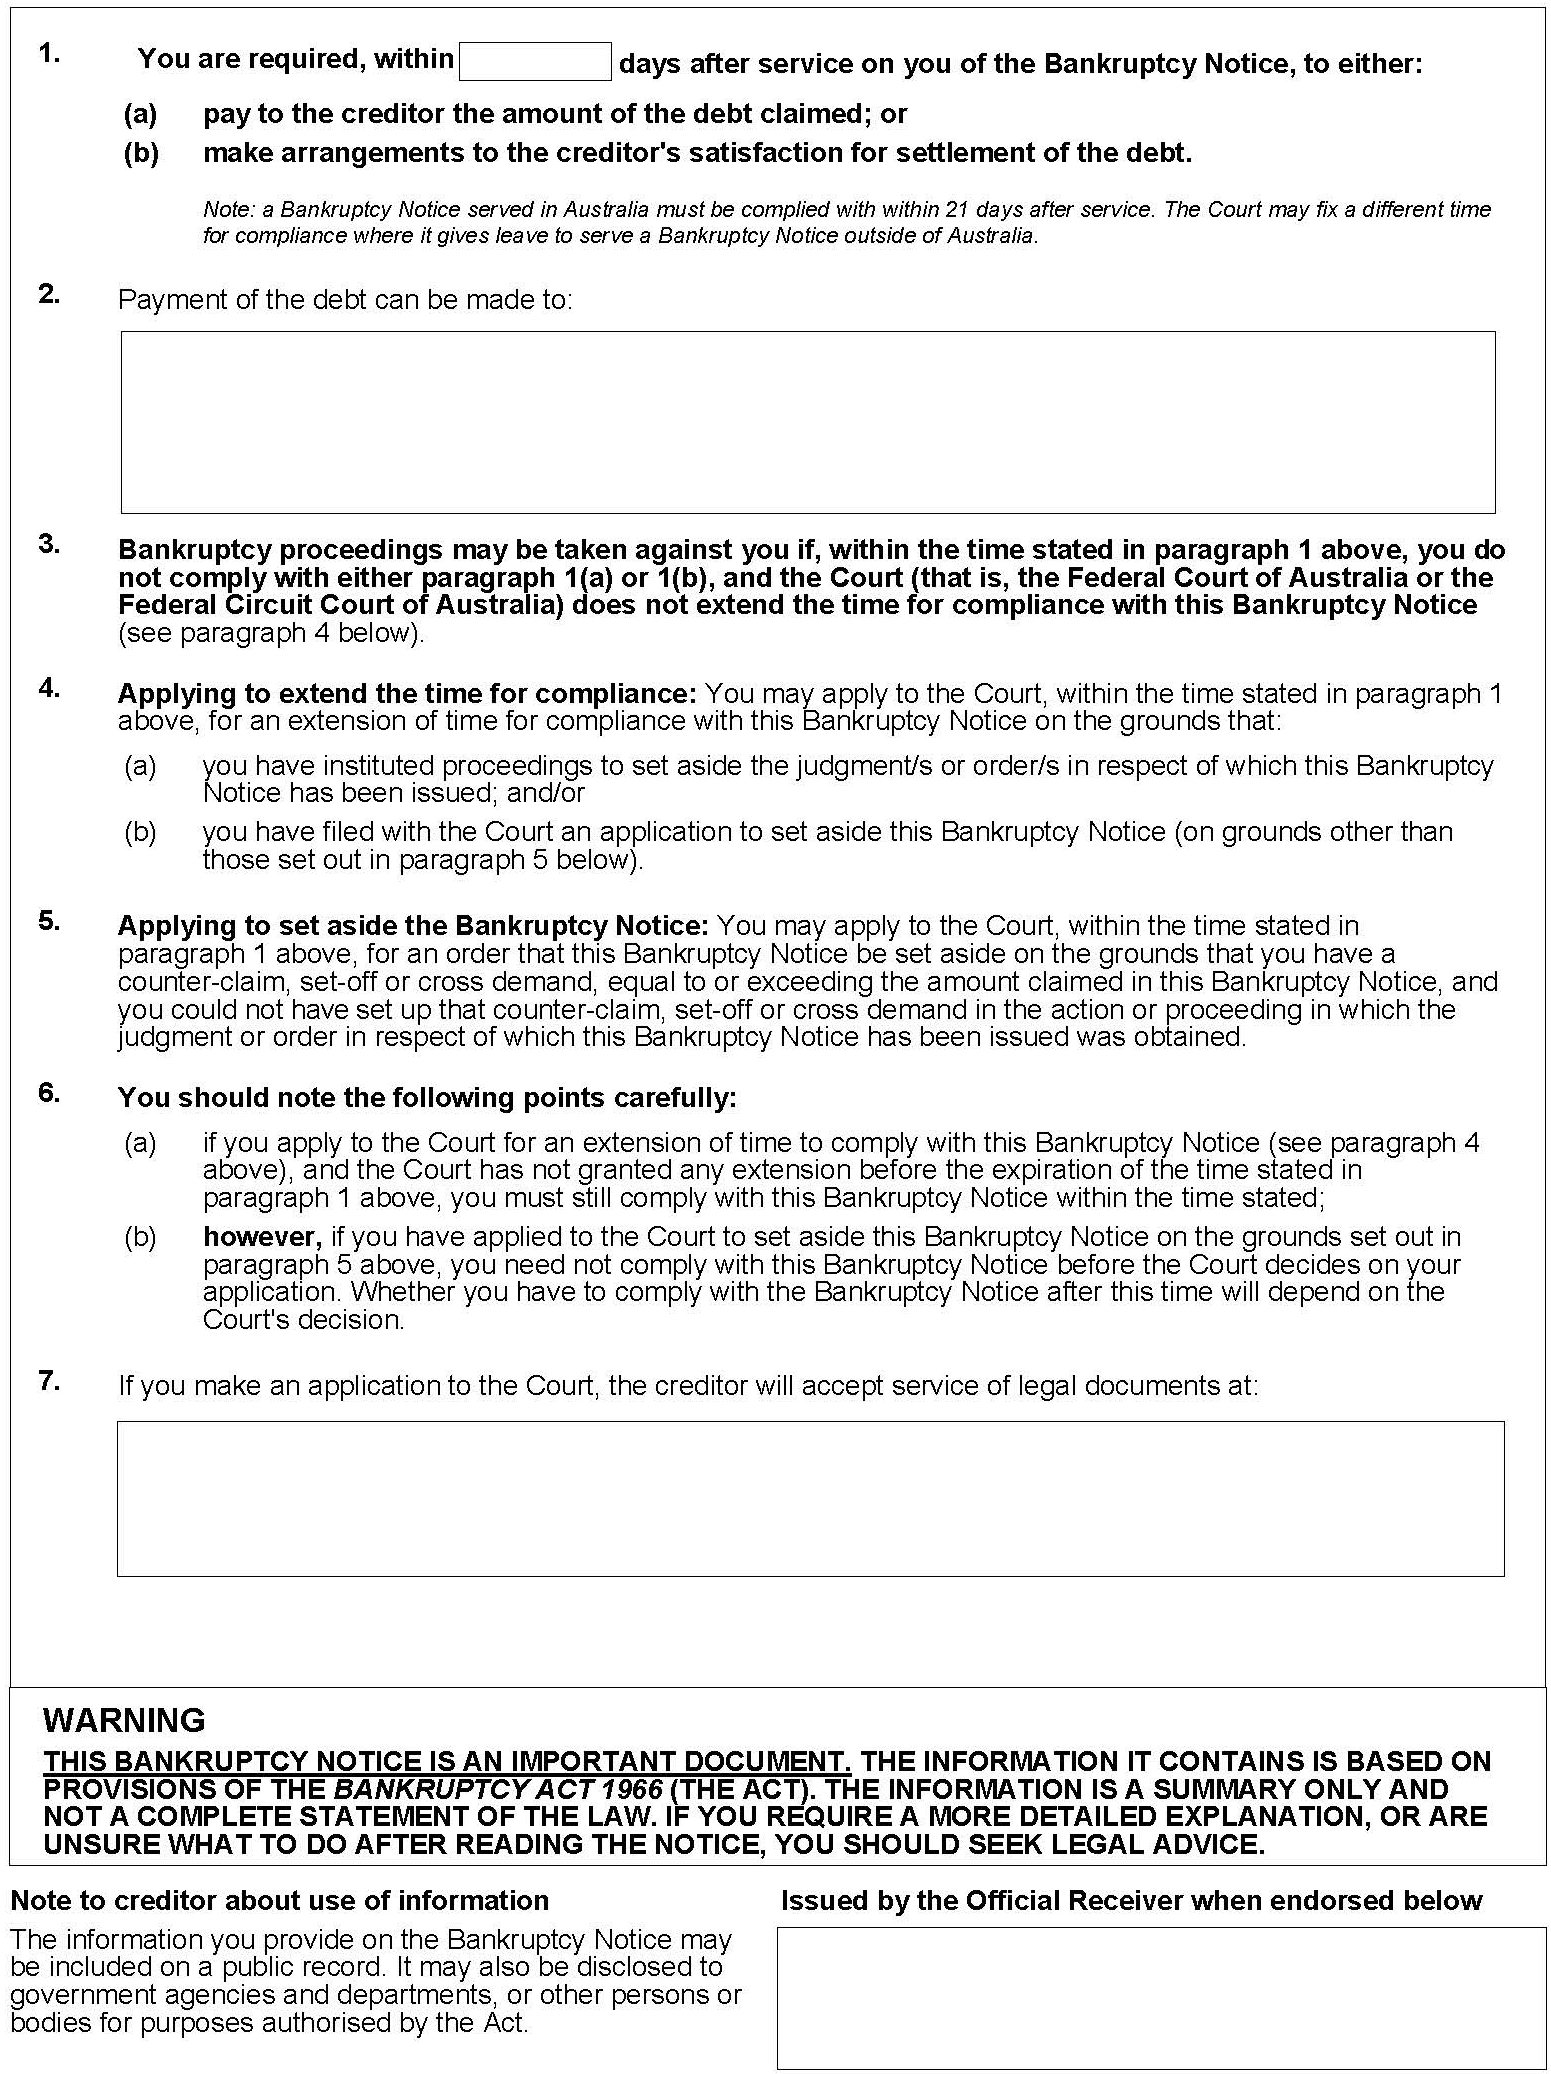 1. You are required, within days after service on you of the Bankruptcy Notice, to either:
(a) pay to the creditor the amount of the debt claimed; or
(b) make arrangements to the creditor's satisfaction for settlement of the debt.
Note: a Bankruptcy Notice served in Australia must be complied with within 21 days after service. The Court may fix a different time
for compliance where it gives leave to serve a Bankruptcy Notice outside of Australia.
2. Payment of the debt can be made to:
3. Bankruptcy proceedings may be taken against you if, within the time stated in paragraph 1 above, you do
not comply with either paragraph 1(a) or 1(b), and the Court (that is, the Federal Court of Australia or the
Federal Circuit Court of Australia) does not extend the time for compliance with this Bankruptcy Notice
(see paragraph 4 below).
4. Applying to extend the time for compliance: You may apply to the Court, within the time stated in paragraph 1
above, for an extension of time for compliance with this Bankruptcy Notice on the grounds that:
(a) you have instituted proceedings to set aside the judgment/s or order/s in respect of which this Bankruptcy
Notice has been issued; and/or
(b) you have filed with the Court an application to set aside this Bankruptcy Notice (on grounds other than
those set out in paragraph 5 below).
5. Applying to set aside the Bankruptcy Notice: You may apply to the Court, within the time stated in
paragraph 1 above, for an order that this Bankruptcy Notice be set aside on the grounds that you have a
counter-claim, set-off or cross demand, equal to or exceeding the amount claimed in this Bankruptcy Notice, and
you could not have set up that counter-claim, set-off or cross demand in the action or proceeding in which the
judgment or order in respect of which this Bankruptcy Notice has been issued was obtained.
6. You should note the following points carefully:
(a) if you apply to the Court for an extension of time to comply with this Bankruptcy Notice (see paragraph 4
above), and the Court has not granted any extension before the expiration of the time stated in
paragraph 1 above, you must still comply with this Bankruptcy Notice within the time stated;
(b) however, if you have applied to the Court to set aside this Bankruptcy Notice on the grounds set out in
paragraph 5 above, you need not comply with this Bankruptcy Notice before the Court decides on your
application. Whether you have to comply with the Bankruptcy Notice after this time will depend on the
Court's decision.
7. If you make an application to the Court, the creditor will accept service of legal documents at:
WARNING
THIS BANKRUPTCY NOTICE IS AN IMPORTANT DOCUMENT. THE INFORMATION IT CONTAINS IS BASED ON
PROVISIONS OF THE BANKRUPTCY ACT 1966 (THE ACT). THE INFORMATION IS A SUMMARY ONLY AND
NOT A COMPLETE STATEMENT OF THE LAW. IF YOU REQUIRE A MORE DETAILED EXPLANATION, OR ARE
UNSURE WHAT TO DO AFTER READING THE NOTICE, YOU SHOULD SEEK LEGAL ADVICE.
Note to creditor about use of information
The information you provide on the Bankruptcy Notice may
be included on a public record. It may also be disclosed to
government agencies and departments, or other persons or
bodies for purposes authorised by the Act.
Issued by the Official Receiver when endorsed below